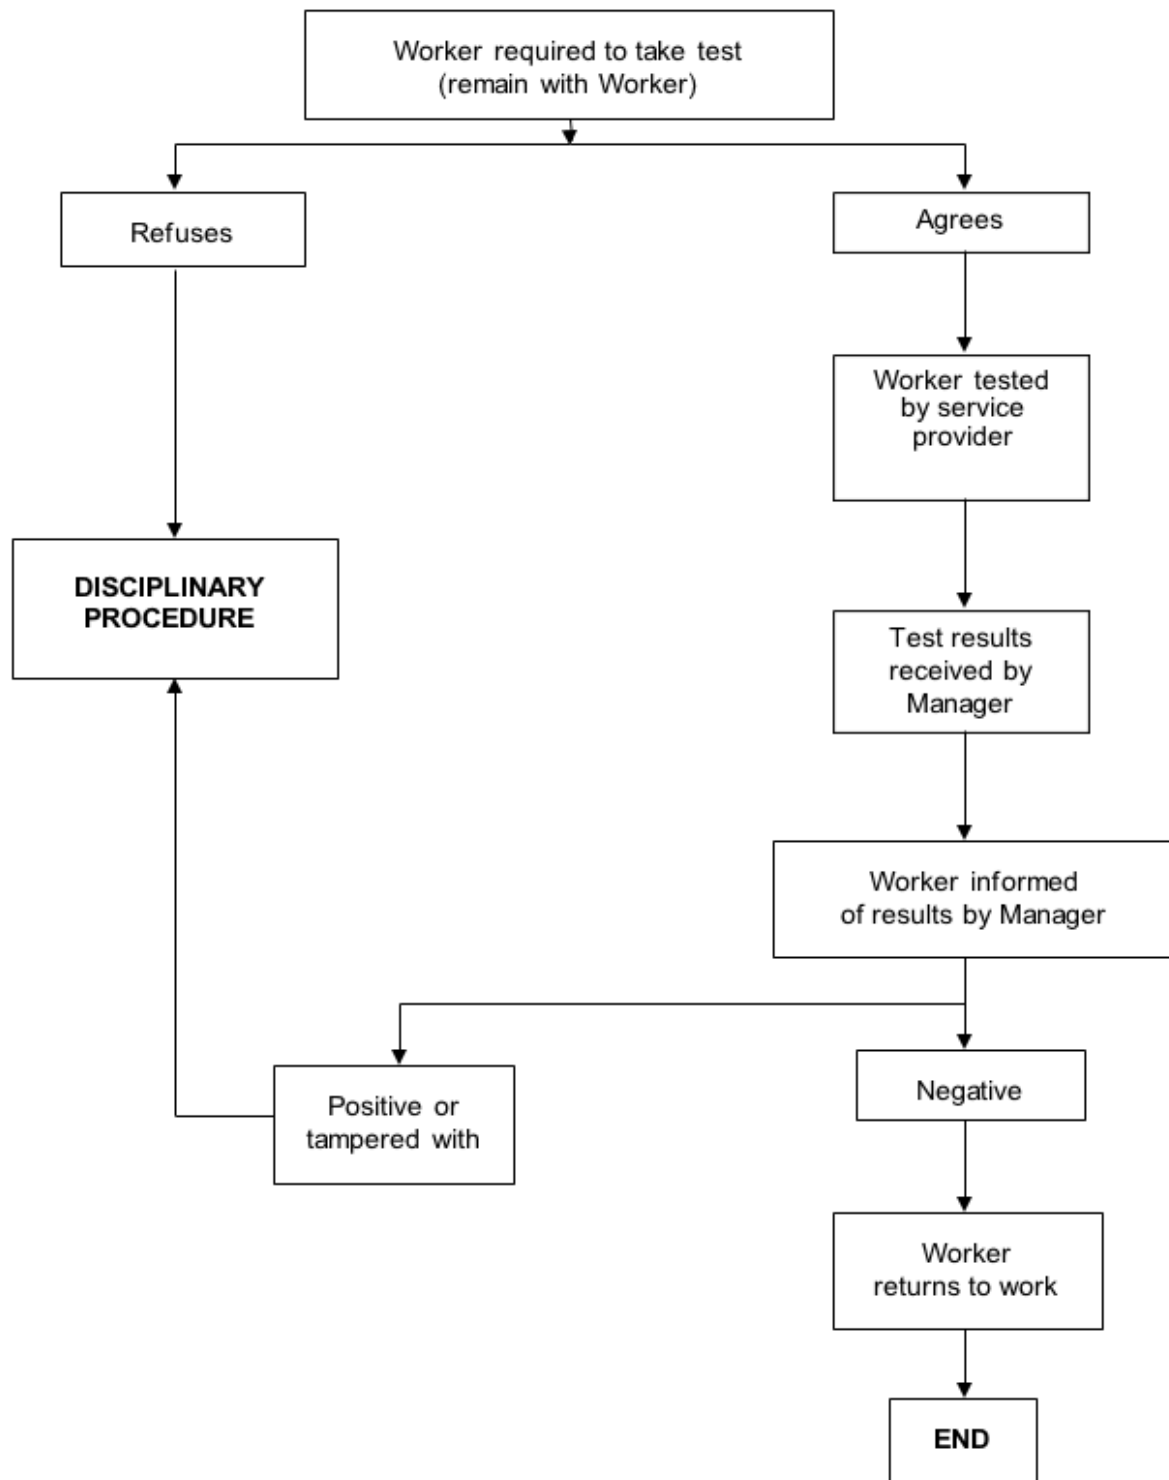 Worker required to take test
(remain with Worker)
Refuses
Agrees
Worker tested
by service
provider
DISCIPLINARY
PROCEDURE
Test results
received by
Manager
Worker informed
of results by Manager
Positive or
tampered with
Negative
Worker
returns to work
END